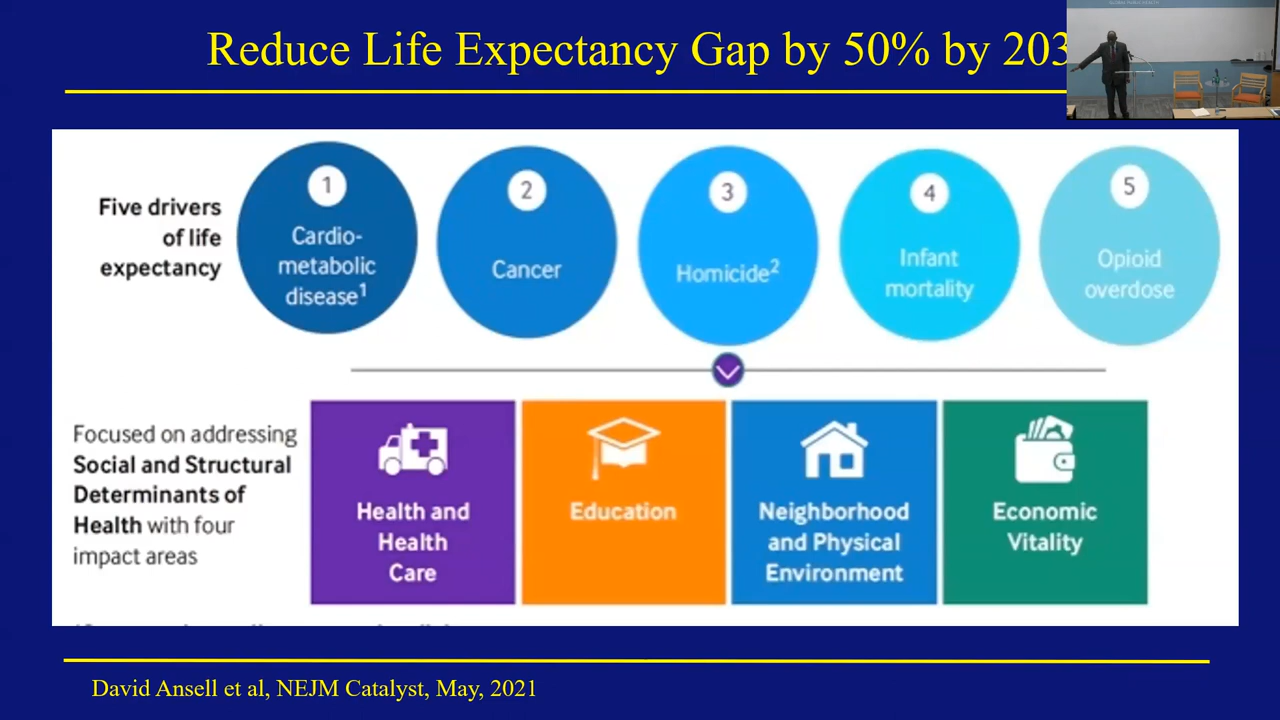 Reduce Life Expectancy Gap by 50% by 203
Five drivers
of life
expectancy
1
Cardio-
metabolic
disease¹
2
Cancer
3
Homicide²
4
Infant
mortality
5
Opioid
overdose
Focused on addressing
Social and Structural
Determinants of
Health with four
impact areas
Health and
Health
Care
Education
Neighborhood
and Physical
Environment
Economic
Vitality
David Ansell et al, NEJM Catalyst, May, 2021